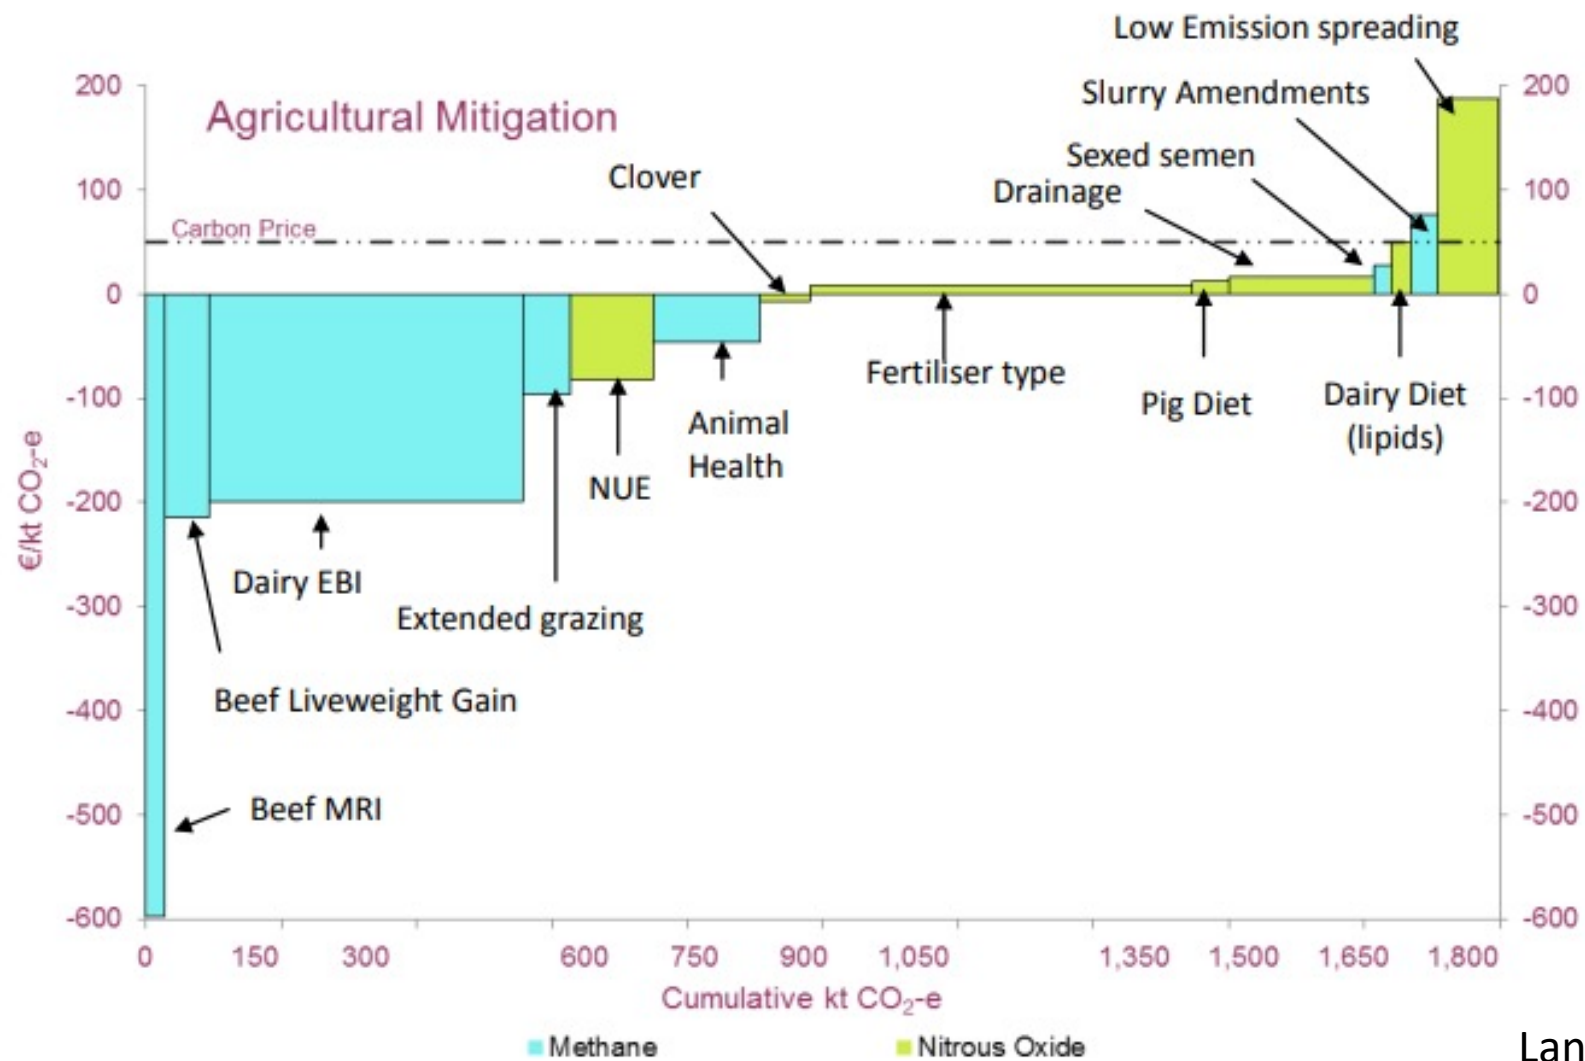 Low Emission spreading
Slurry Amendments
Sexed semen
Drainage
Clover
Agricultural Mitigation
Carbon Price
200
100
0
-100
-200
-300
-400
-500
-600
€/kt CO₂-e
200
100
0
-100
-200
-300
-400
-500
-600
Fertiliser type
Pig Diet
Dairy Diet
(lipids)
Animal
Health
NUE
Dairy EBI
Extended grazing
Beef Liveweight Gain
Beef MRI
0 150 300 600 750 900 1,050 1,350 1,500 1,650 1,800
Cumulative kt CO₂-e
Methane Nitrous Oxide
Lan